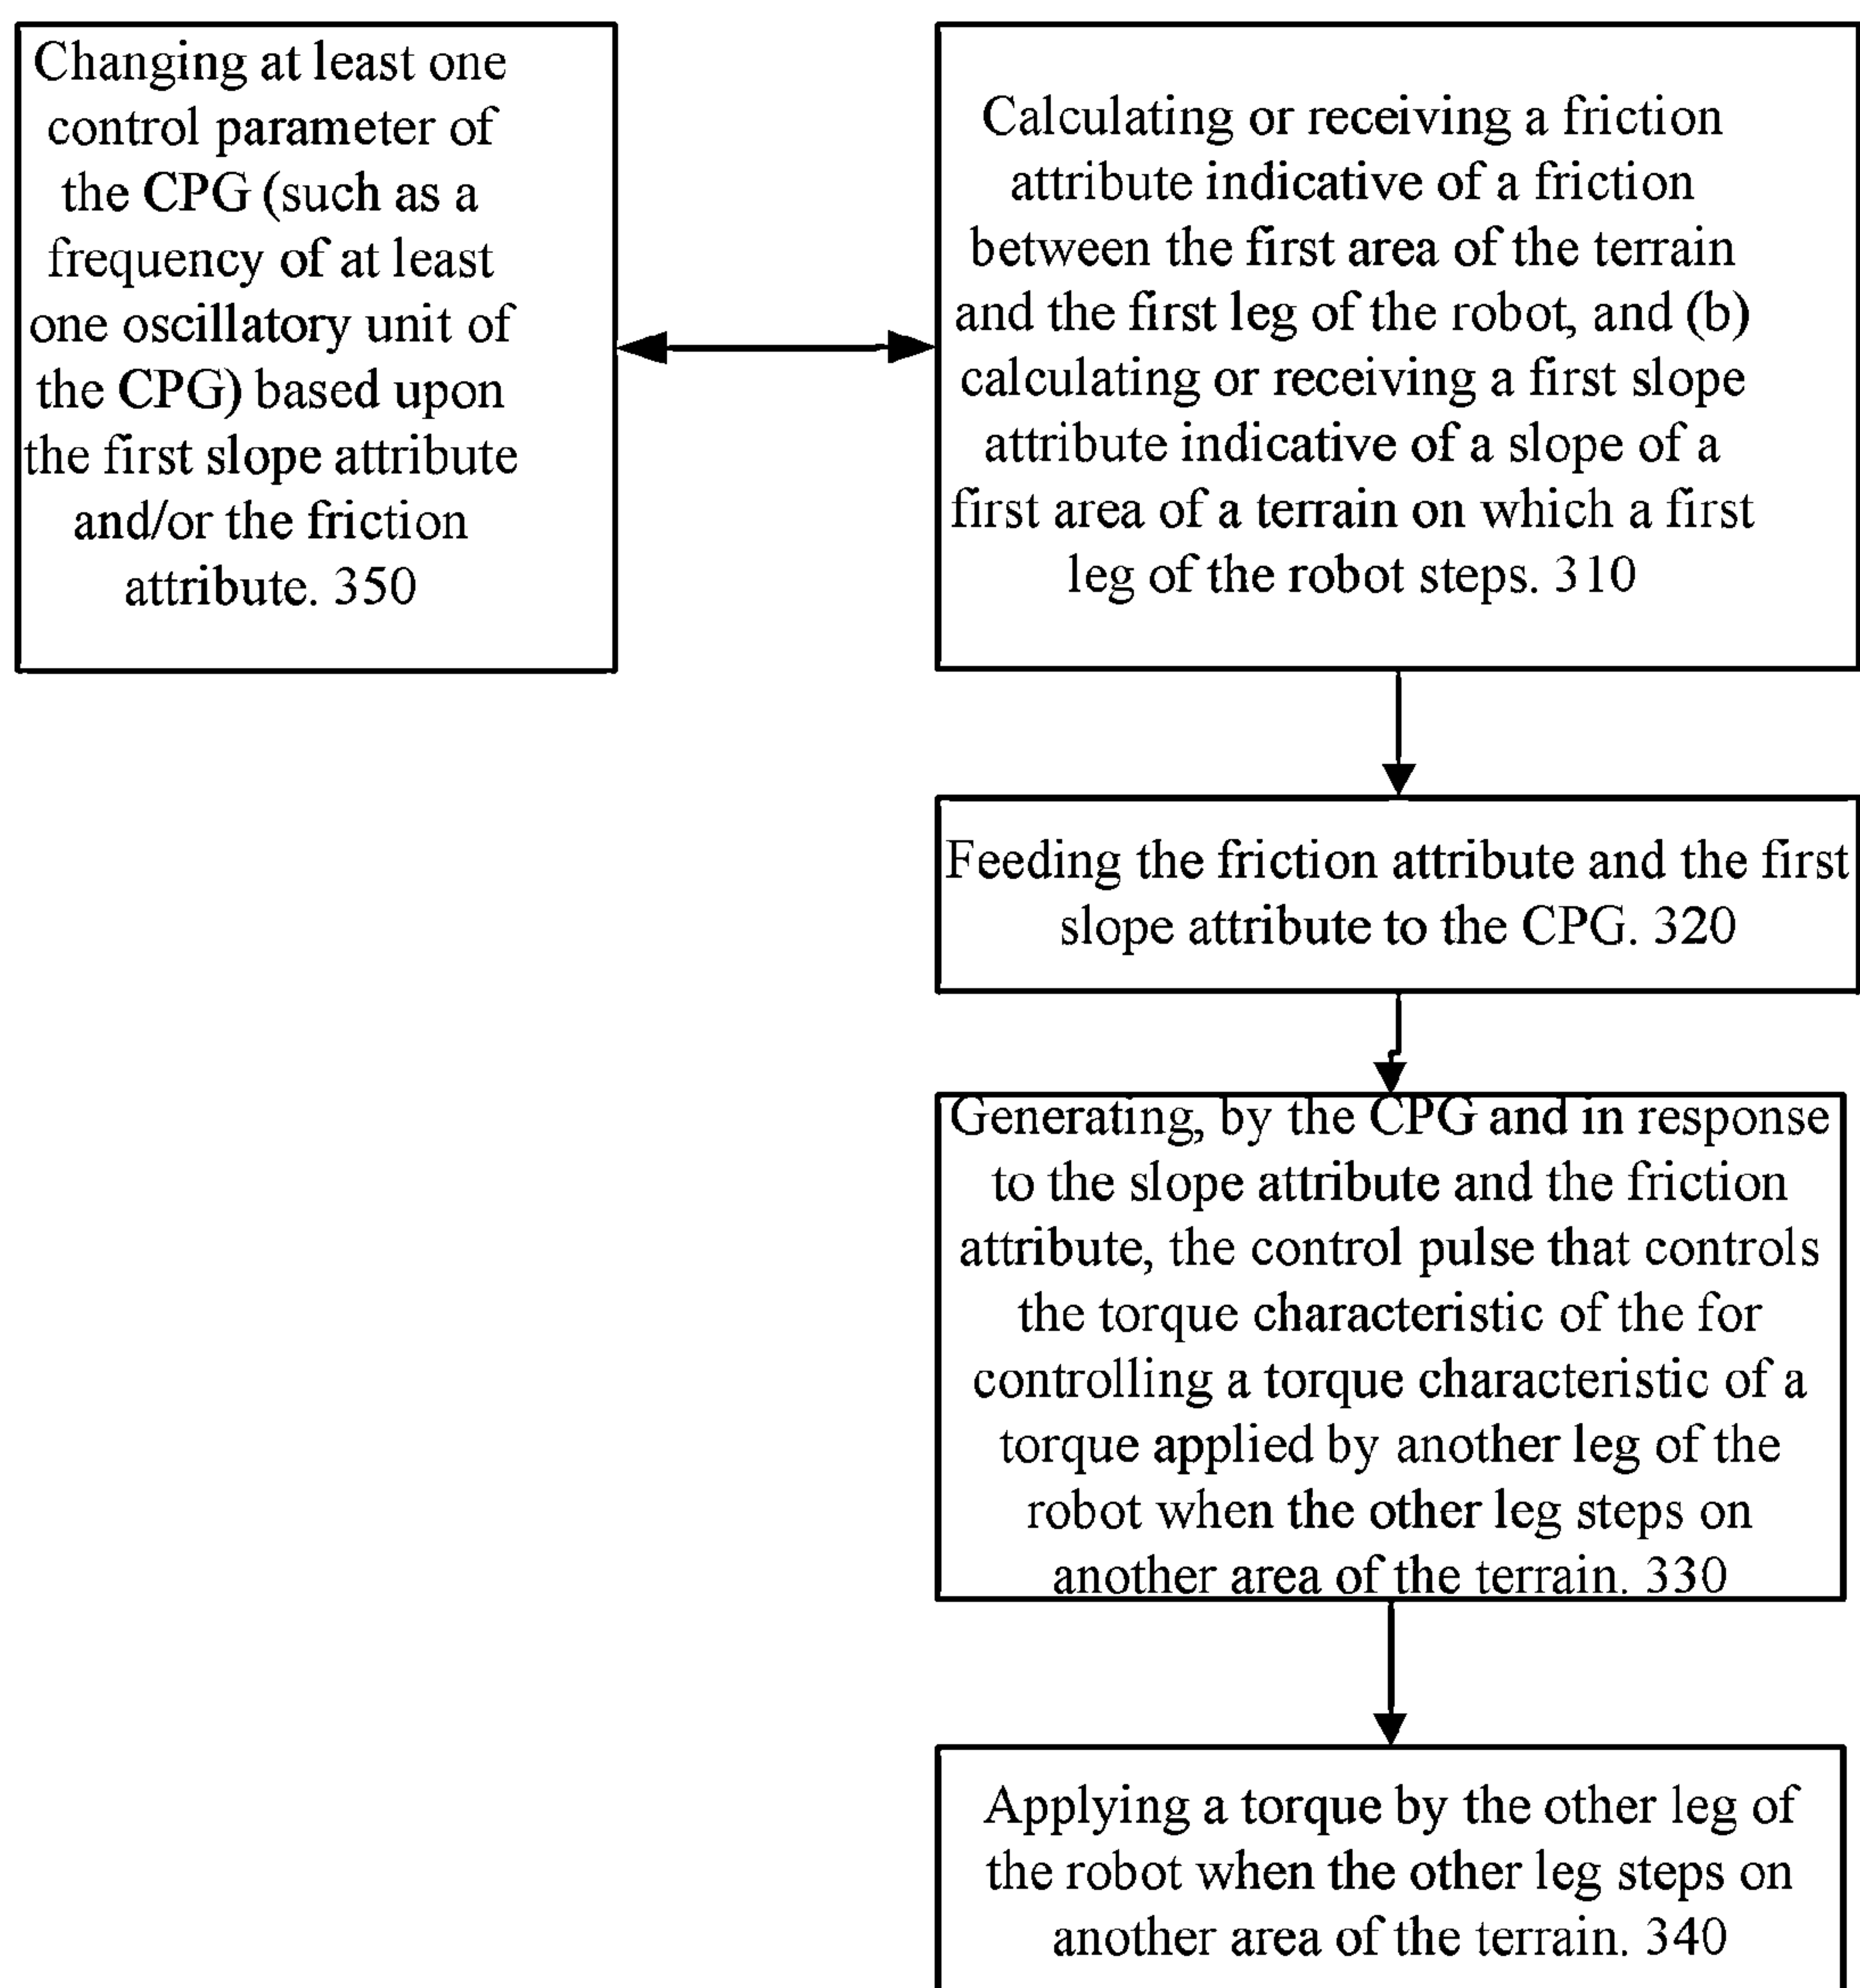 Changing at least one
control parameter of
the CPG (such as a
frequency of at least
one oscillatory unit of
the CPG) based upon
the first slope attribute
and/or the friction
attribute. 350
Calculating or receiving a friction
attribute indicative of a friction
between the first area of the terrain
and the first leg of the robot, and (b)
calculating or receiving a first slope
attribute indicative of a slope of a
first area of a terrain on which a first
leg of the robot steps. 310
Feeding the friction attribute and the first
slope attribute to the CPG. 320
Generating, by the CPG and in response
to the slope attribute and the friction
attribute, the control pulse that controls
the torque characteristic of the for
controlling a torque characteristic of a
torque applied by another leg of the
robot when the other leg steps on
another area of the terrain. 330
Applying a torque by the other leg of
the robot when the other leg steps on
another area of the terrain. 340